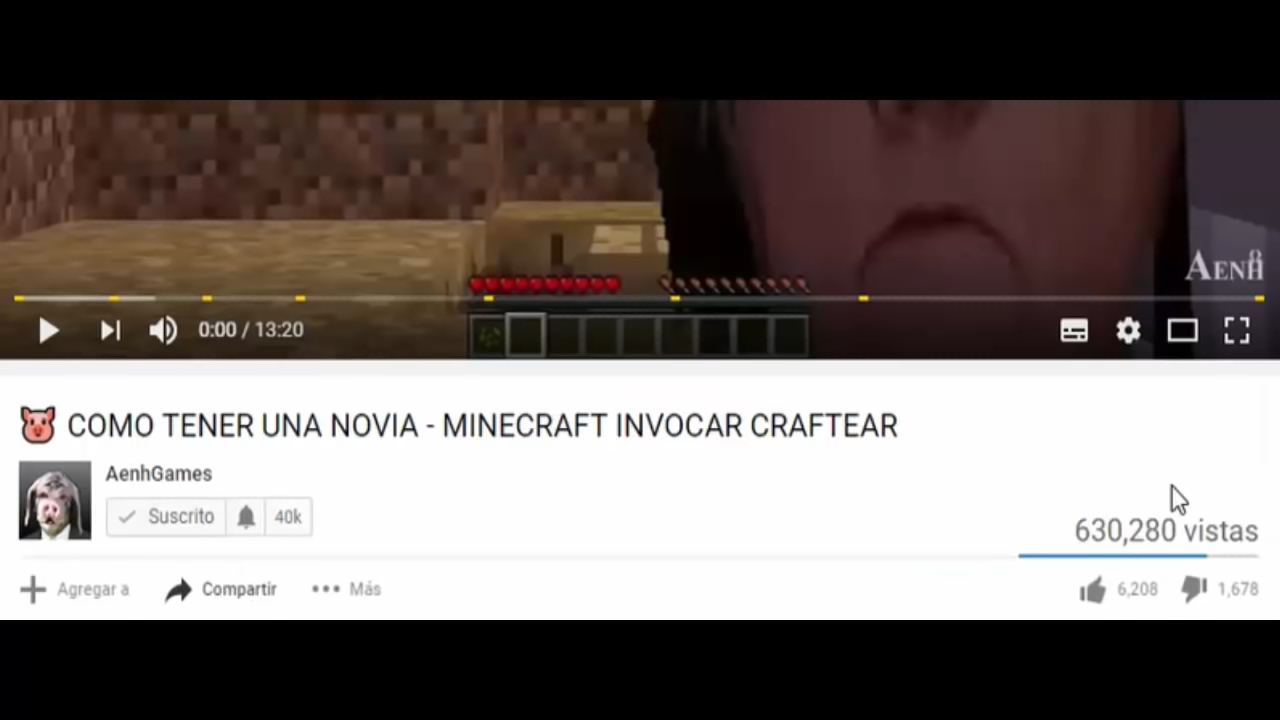 AENH
0:00 / 13:20
COMO TENER UNA NOVIA - MINECRAFT INVOCAR CRAFTEAR
AenhGames
Suscrito 40k
630,280 vistas
Agregar a Compartir Más 6,208 1,678